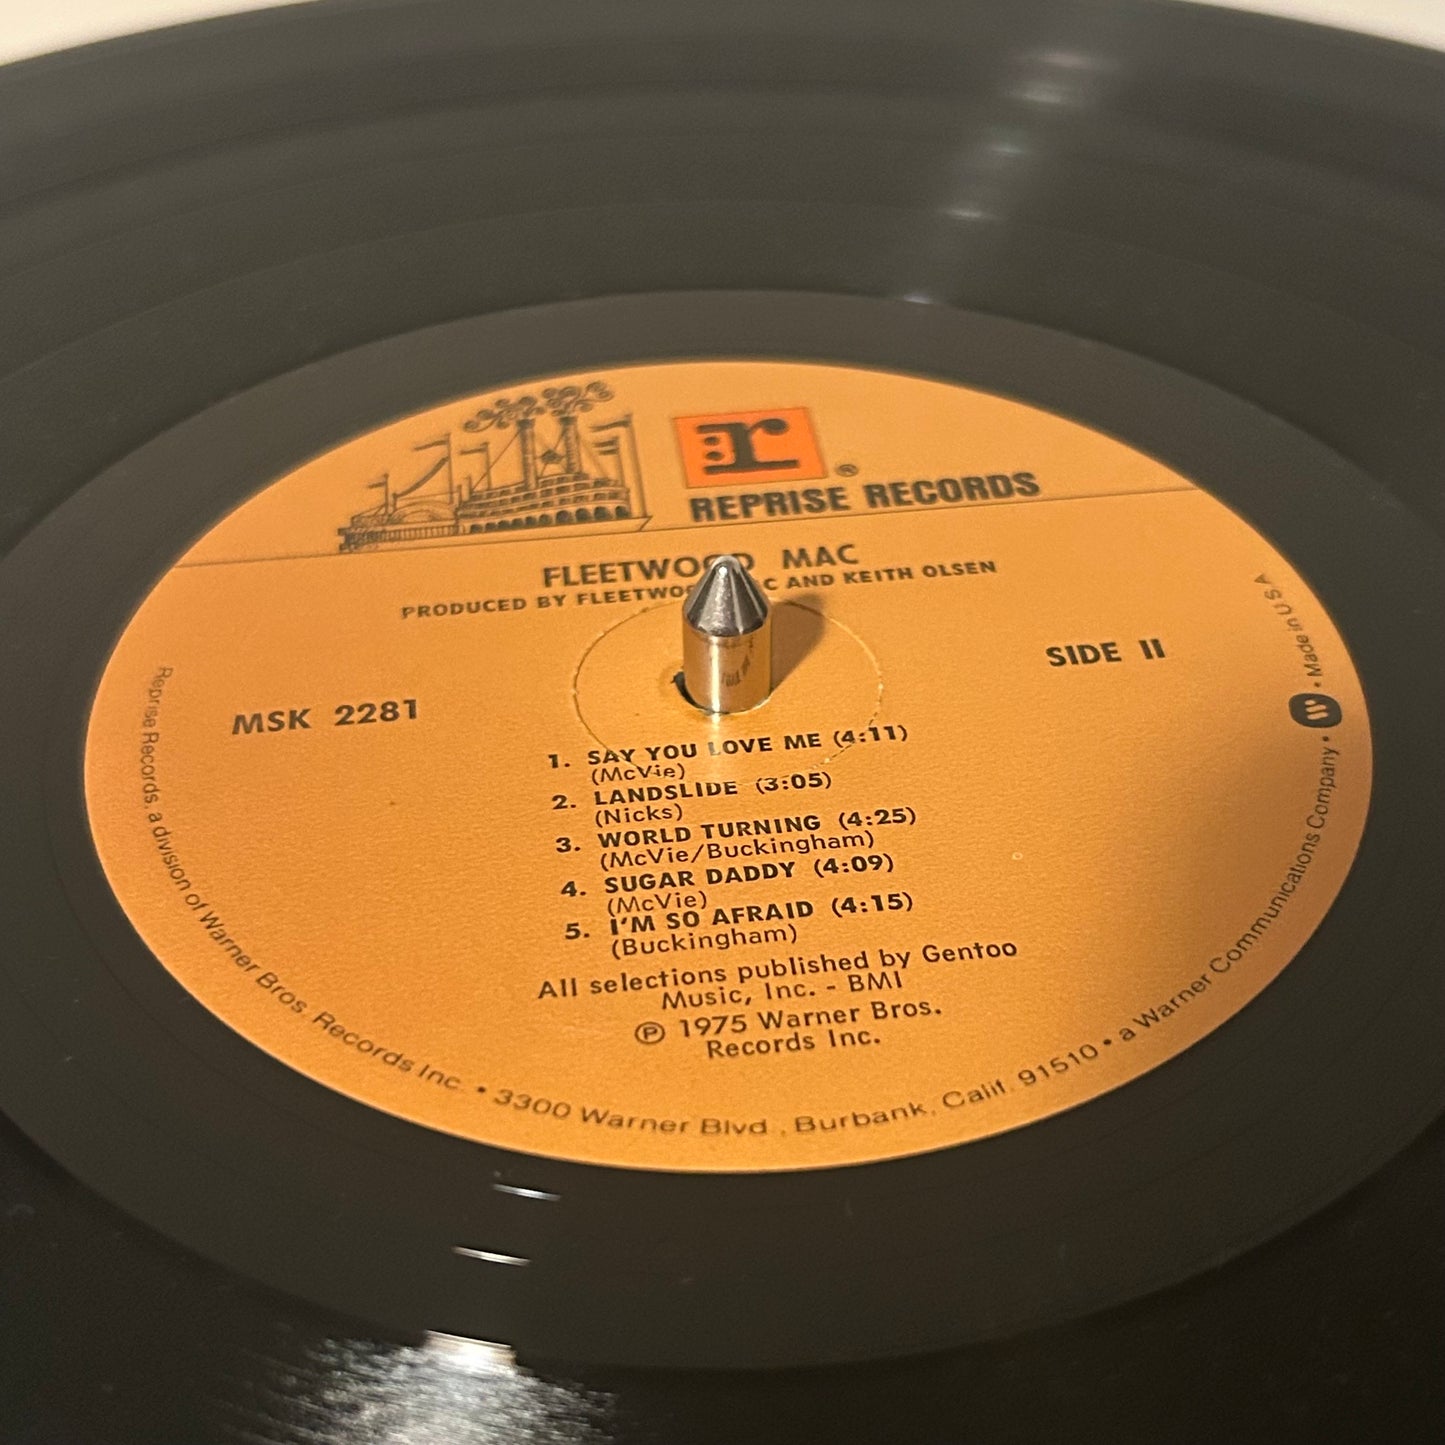 r ®
REPRISE RECORDS
FLEETWOOD MAC
PRODUCED BY FLEETWOOD MAC AND KEITH OLSEN
SIDE II
MSK 2281
1. SAY YOU LOVE ME (4:11)
(McVie)
2. LANDSLIDE (3:05)
(Nicks)
3. WORLD TURNING (4:25)
(McVie/Buckingham)
4. SUGAR DADDY (4:09)
(McVie)
5. I'M SO AFRAID (4:15)
(Buckingham)
All selections published by Gentoo
Music, Inc. - BMI
℗ 1975 Warner Bros.
Records Inc.
Reprise Records, a division of Warner Bros. Records Inc. • 3300 Warner Blvd., Burbank, Calif. 91510 • a Warner Communications Company • W • Made in U.S.A.